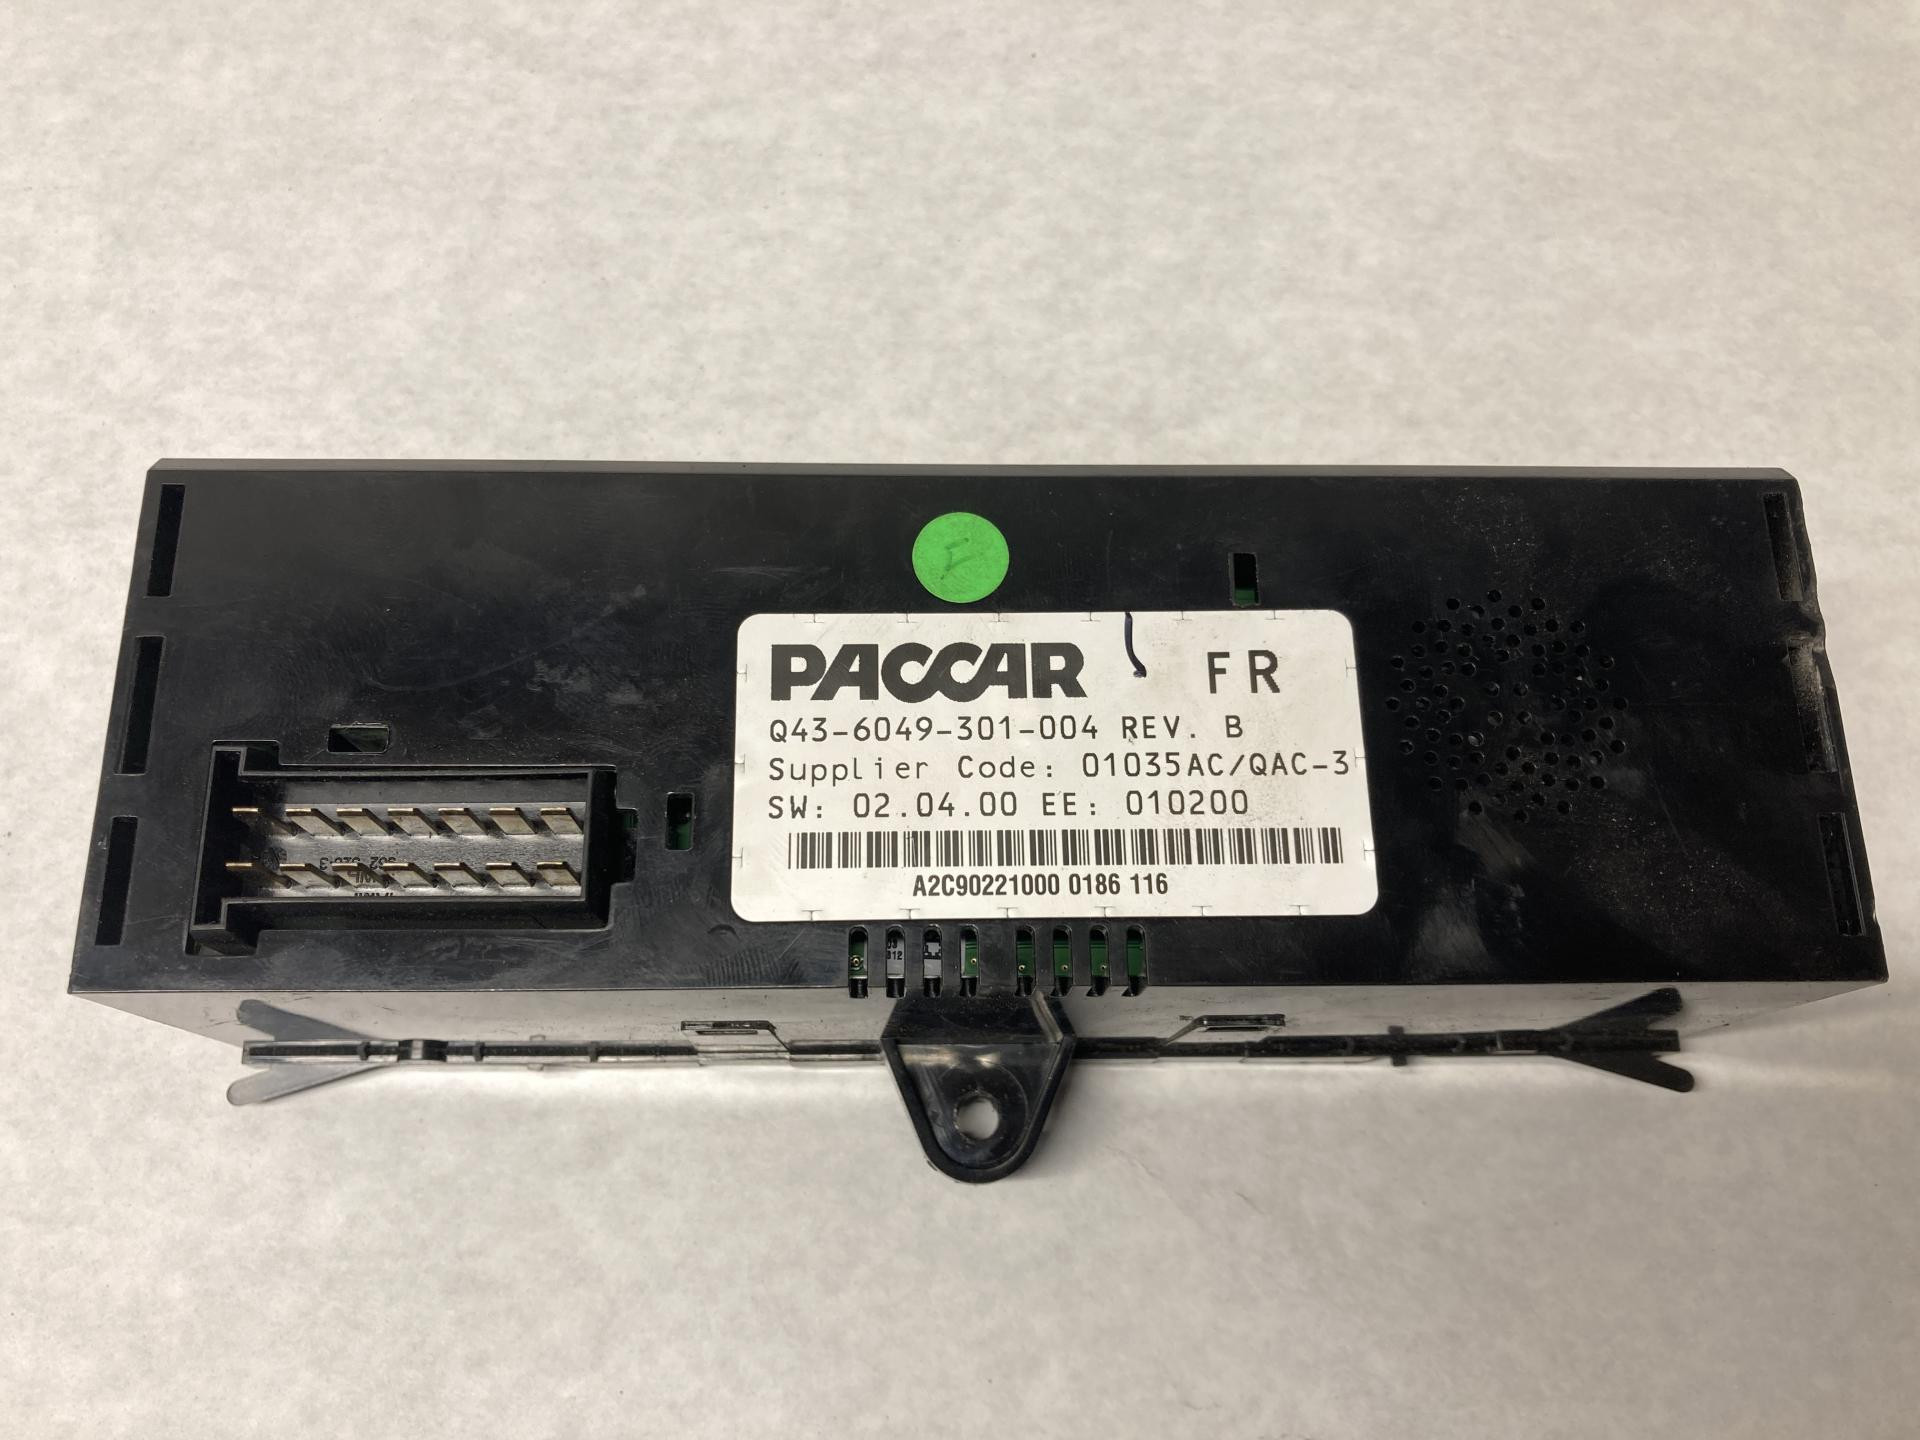 F
PACCAR FR
Q43-6049-301-004 REV. B
Supplier Code: 01035AC/QAC-3
SW: 02.04.00 EE: 010200
A2C90221000 0186 116